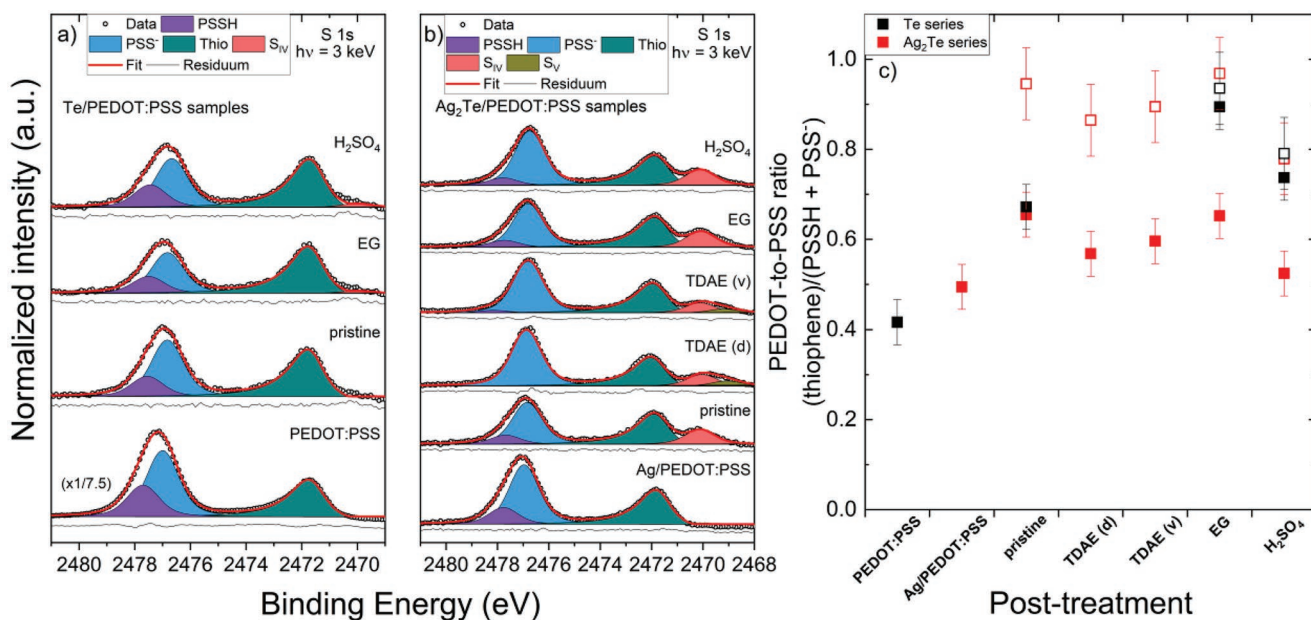 Normalized intensity (a.u.)
a)
Data PSSH
PSS⁻ Thio S_IV
Fit Residuum
S 1s
hν = 3 keV
Te/PEDOT:PSS samples
H₂SO₄
EG
pristine
PEDOT:PSS
(x1/7.5)
2480 2478 2476 2474 2472 2470
b)
Data
PSSH PSS⁻ Thio
S_IV S_V
Fit Residuum
S 1s
hν = 3 keV
Ag₂Te/PEDOT:PSS samples
H₂SO₄
EG
TDAE (v)
TDAE (d)
pristine
Ag/PEDOT:PSS
2480 2478 2476 2474 2472 2470 2468
Binding Energy (eV)
PEDOT-to-PSS ratio
(thiophene)/(PSSH + PSS⁻)
Te series
Ag₂Te series
c)
1.0
0.8
0.6
0.4
0.2
0.0
PEDOT:PSS
Ag/PEDOT:PSS
pristine
TDAE (d)
TDAE (v)
EG
H₂SO₄
Post-treatment